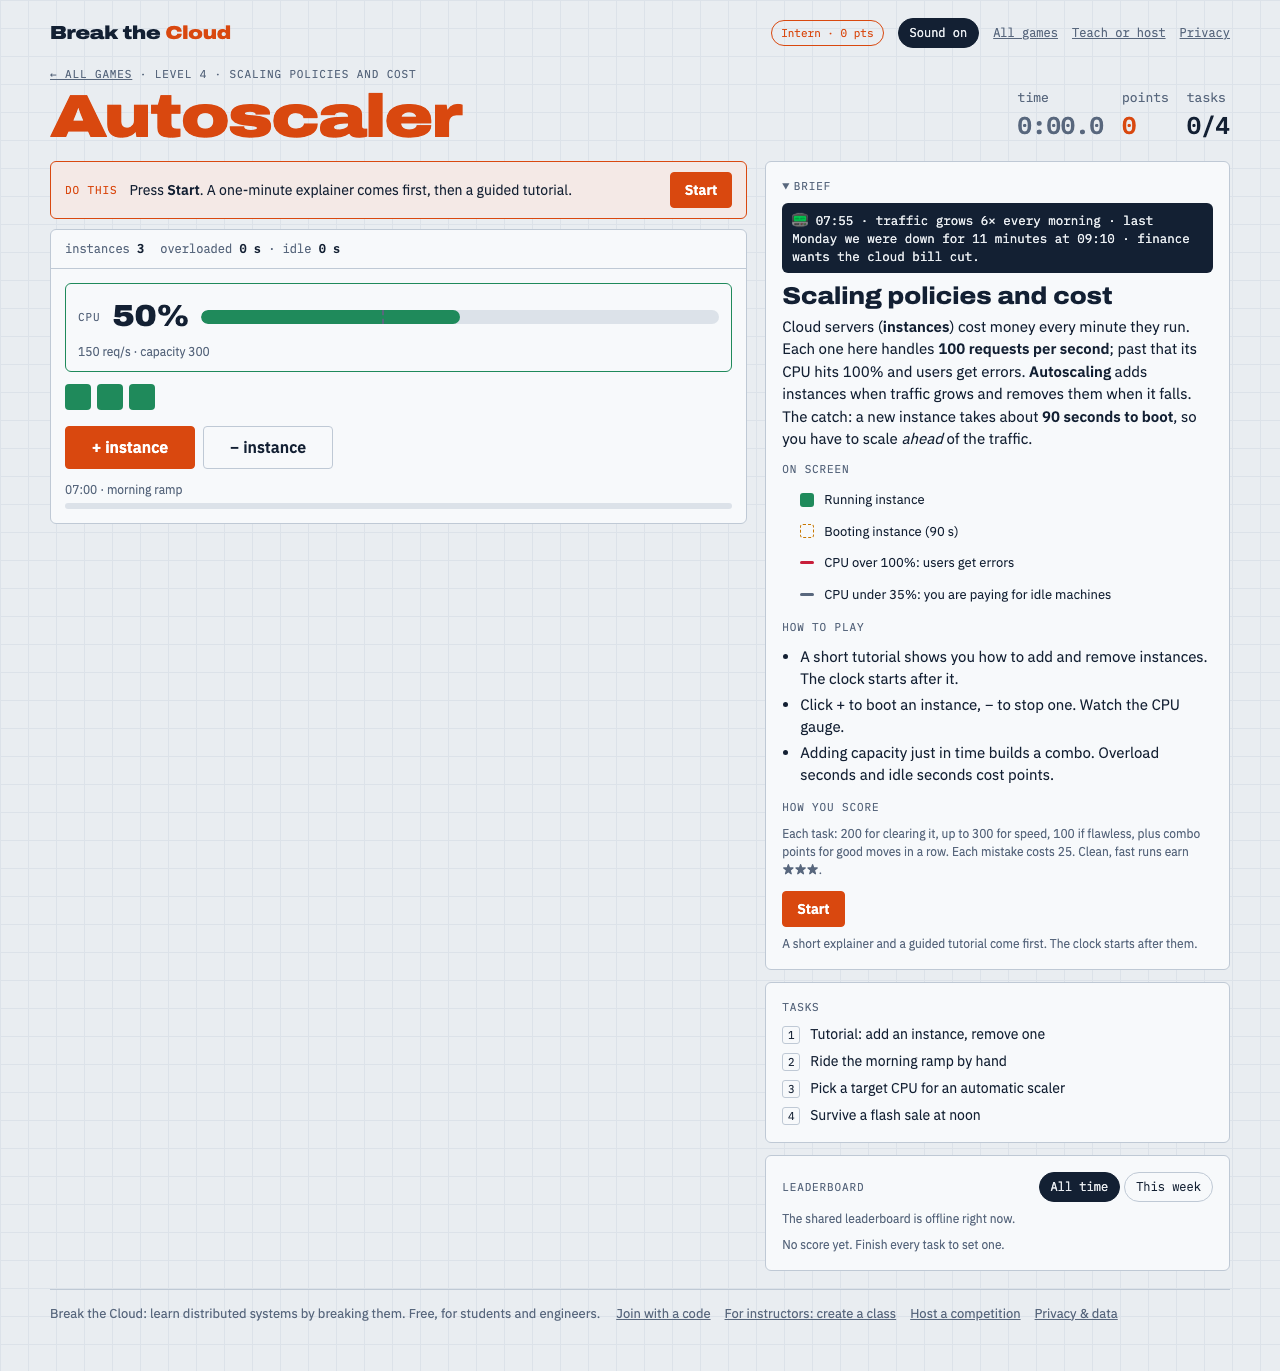 Break the Cloud
Intern · 0 pts
Sound on
All games
Teach or host
Privacy
← ALL GAMES · LEVEL 4 · SCALING POLICIES AND COST
Autoscaler
time
0:00.0
points
0
tasks
0/4
DO THIS Press Start. A one-minute explainer comes first, then a guided tutorial.
Start
instances 3 overloaded 0 s · idle 0 s
CPU 50%
150 req/s · capacity 300
+ instance
− instance
07:00 · morning ramp
▼ BRIEF
07:55 · traffic grows 6× every morning · last
Monday we were down for 11 minutes at 09:10 · finance
wants the cloud bill cut.
Scaling policies and cost
Cloud servers (instances) cost money every minute they run.
Each one here handles 100 requests per second; past that its
CPU hits 100% and users get errors. Autoscaling adds
instances when traffic grows and removes them when it falls.
The catch: a new instance takes about 90 seconds to boot, so
you have to scale ahead of the traffic.
ON SCREEN
Running instance
Booting instance (90 s)
CPU over 100%: users get errors
CPU under 35%: you are paying for idle machines
HOW TO PLAY
• A short tutorial shows you how to add and remove instances.
The clock starts after it.
• Click + to boot an instance, − to stop one. Watch the CPU
gauge.
• Adding capacity just in time builds a combo. Overload
seconds and idle seconds cost points.
HOW YOU SCORE
Each task: 200 for clearing it, up to 300 for speed, 100 if flawless, plus combo
points for good moves in a row. Each mistake costs 25. Clean, fast runs earn
★★★.
Start
A short explainer and a guided tutorial come first. The clock starts after them.
TASKS
1 Tutorial: add an instance, remove one
2 Ride the morning ramp by hand
3 Pick a target CPU for an automatic scaler
4 Survive a flash sale at noon
LEADERBOARD
All time
This week
The shared leaderboard is offline right now.
No score yet. Finish every task to set one.
Break the Cloud: learn distributed systems by breaking them. Free, for students and engineers.
Join with a code
For instructors: create a class
Host a competition
Privacy & data